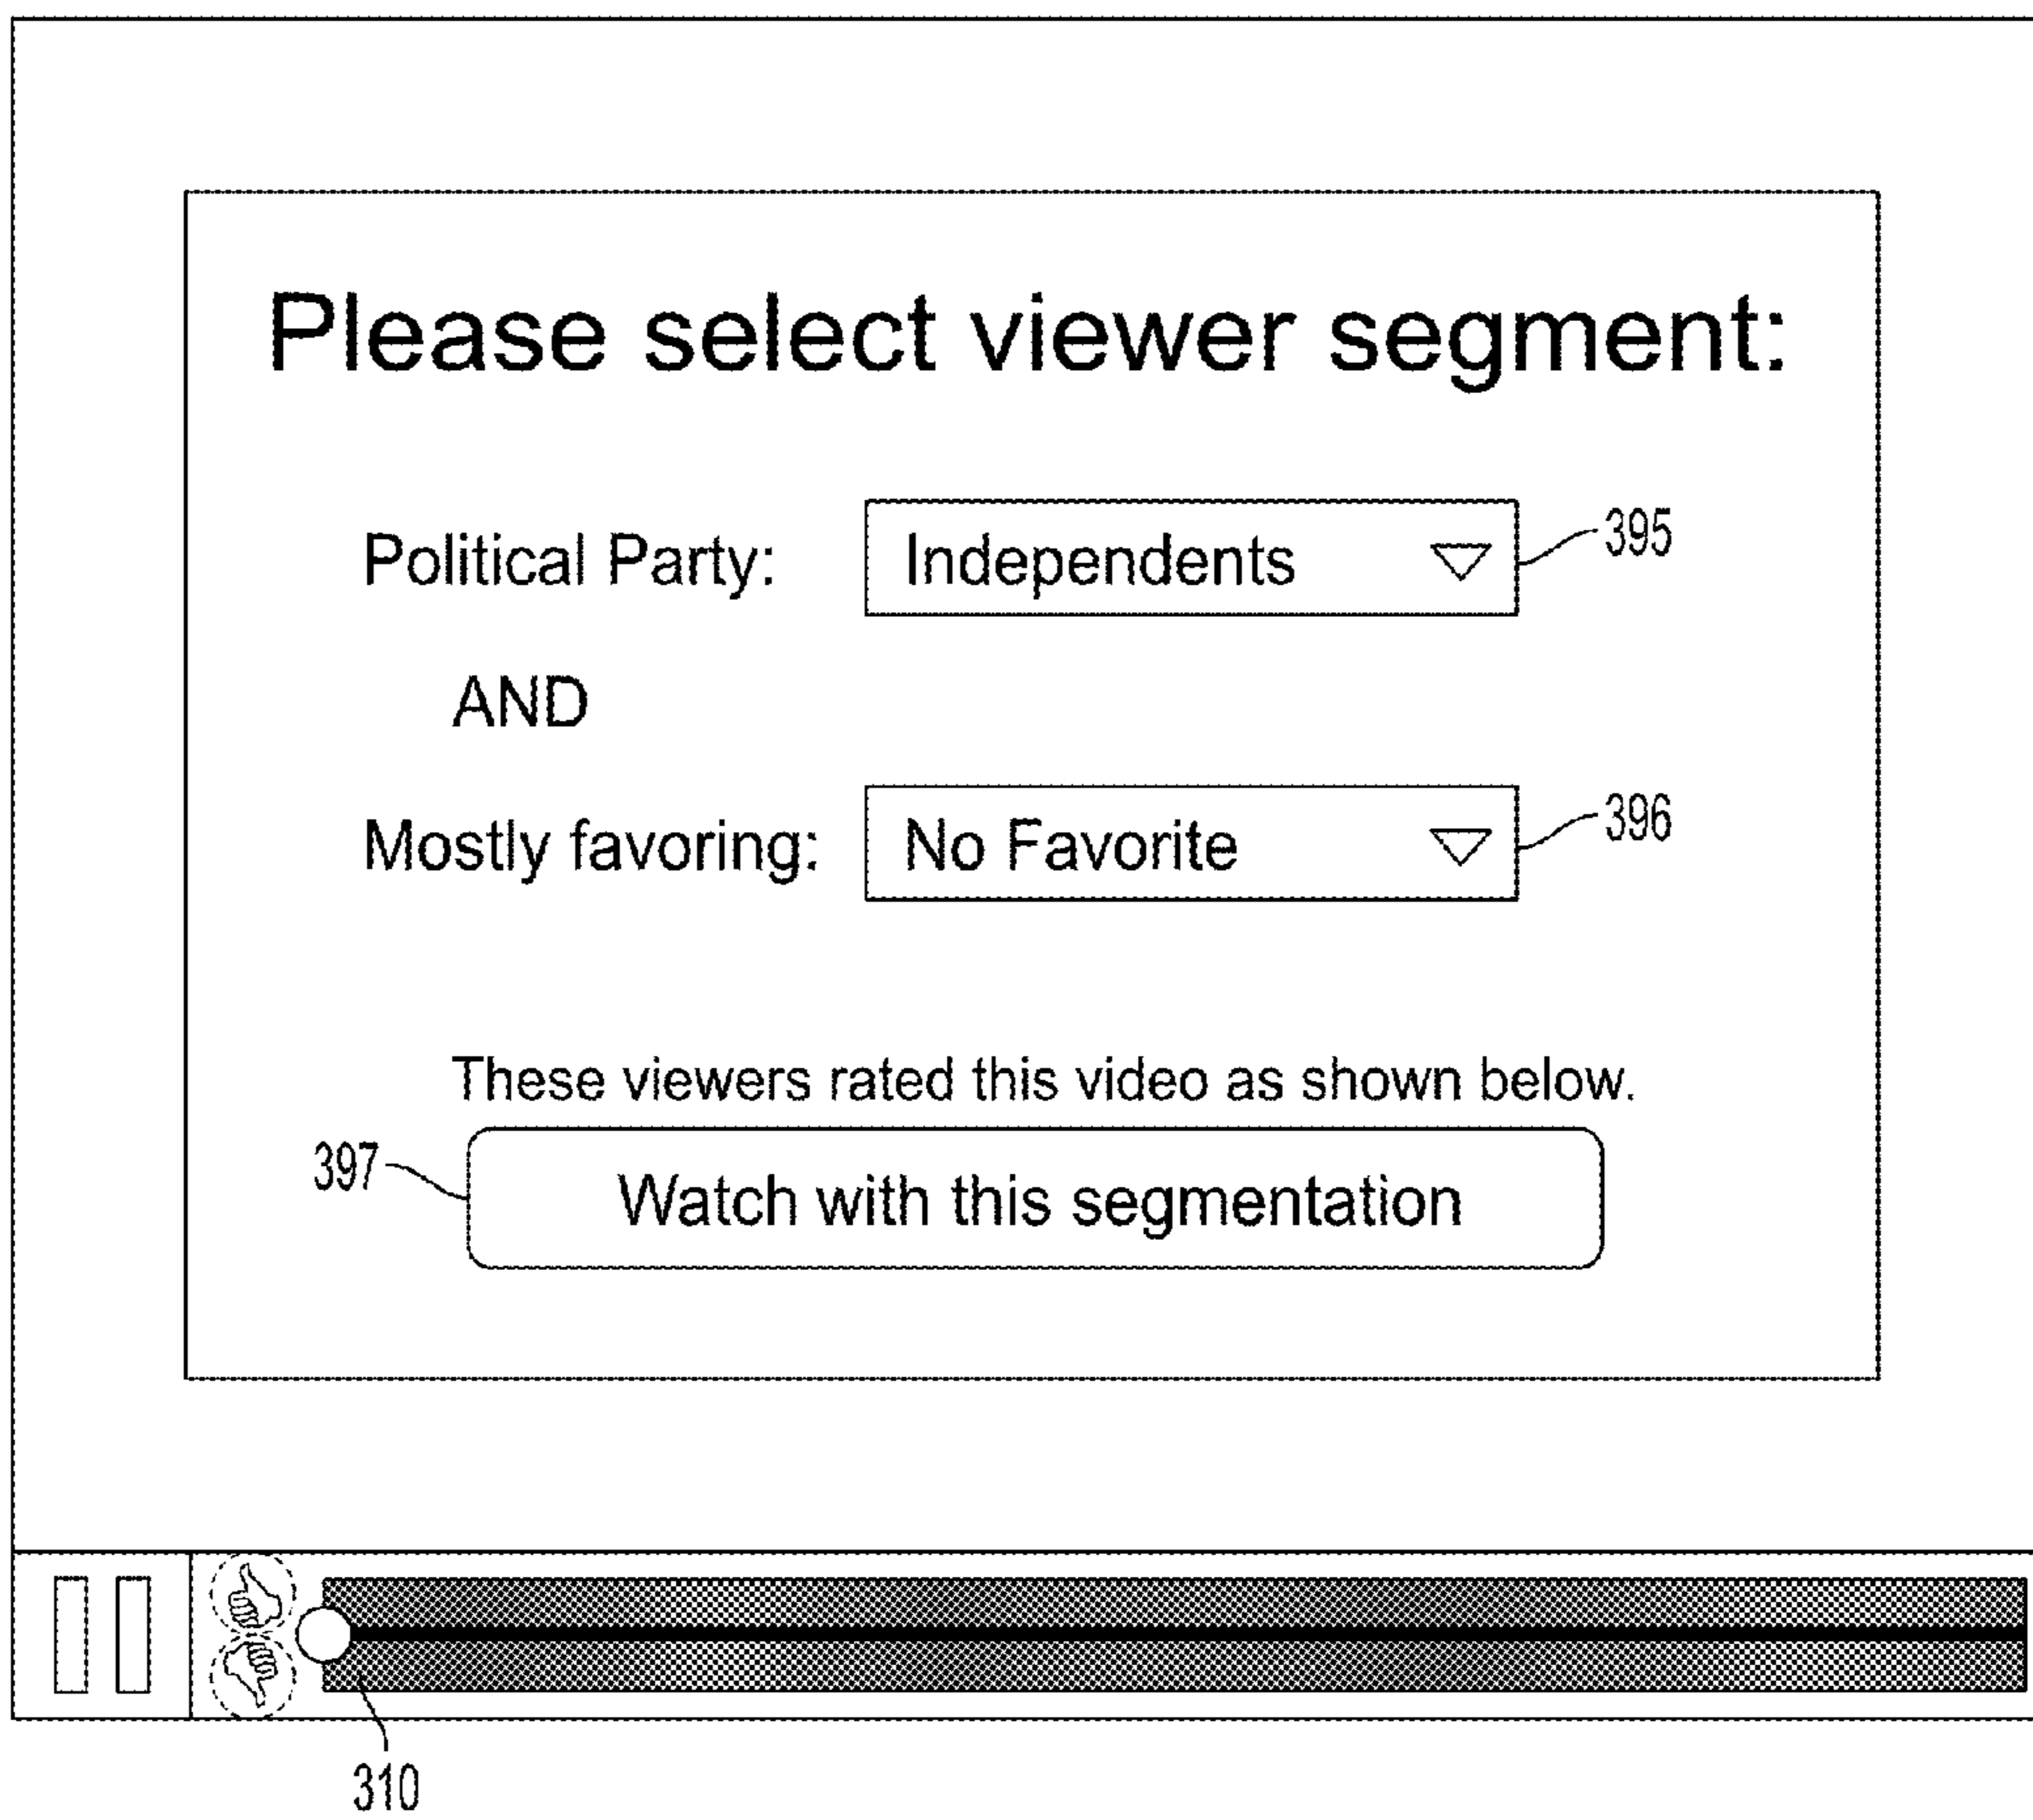 Please select viewer segment:
Political Party: Independents 395
AND
Mostly favoring: No Favorite 396
These viewers rated this video as shown below.
397 Watch with this segmentation
310